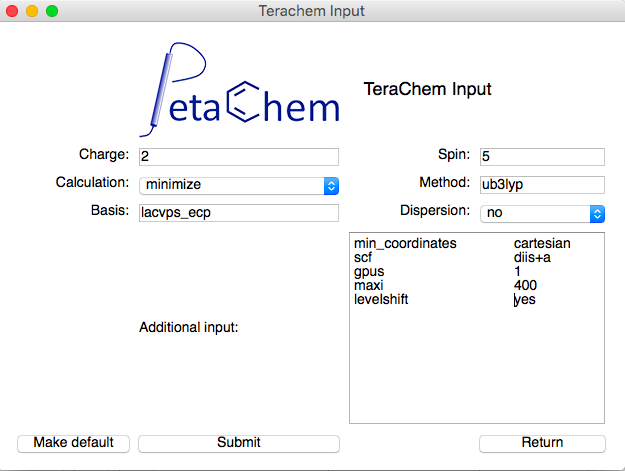 Terachem Input
PetaChem
TeraChem Input
Charge: 2 Spin: 5
Calculation: minimize Method: ub3lyp
Basis: lacvps_ecp Dispersion: no
min_coordinates cartesian
scf diis+a
gpus 1
maxi 400
levelshift yes
Additional input:
Make default Submit Return